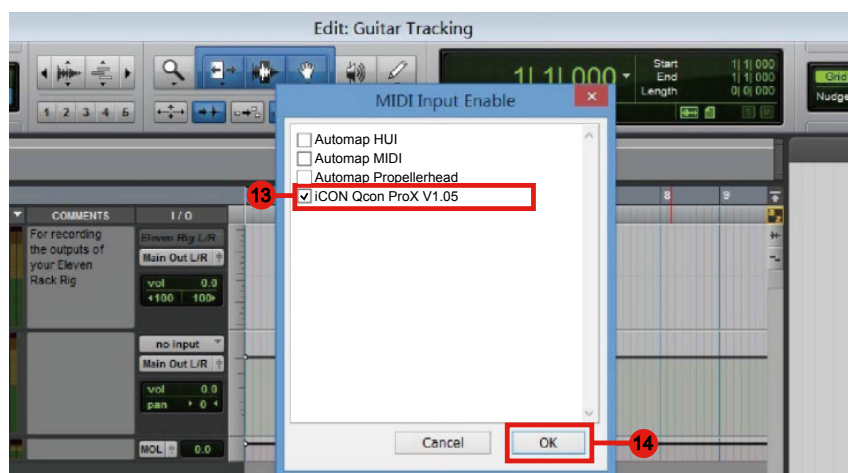 Edit: Guitar Tracking
1 2 3 4 5
1| 1| 000
Start 1| 1| 000
End 1| 1| 000
Length 0| 0| 000
Grid
Nudge
MIDI Input Enable
Automap HUI
Automap MIDI
Automap Propellerhead
13
iCON Qcon ProX V1.05
8 9
COMMENTS I / O
For recording
the outputs of
your Eleven
Rack Rig
Eleven Rig L/R
Main Out L/R
vol 0.0
100 100
no input
Main Out L/R
vol 0.0
pan 0
MOL 0.0
Cancel
OK
14